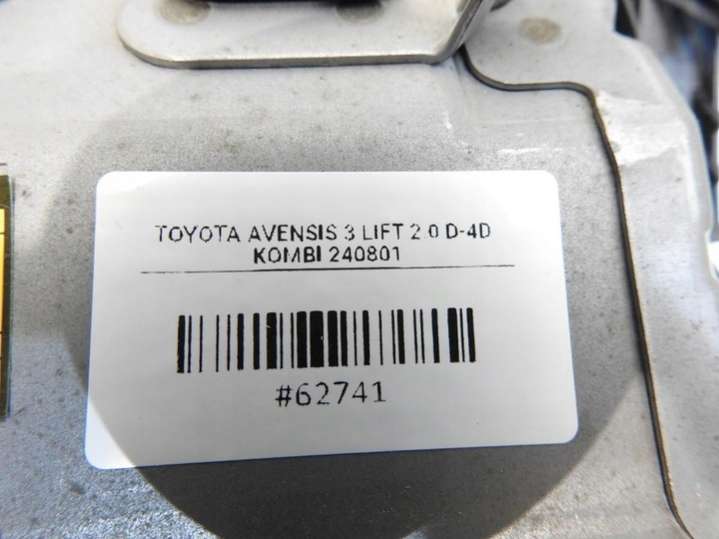 TOYOTA AVENSIS 3 LIFT 2.0 D-4D
KOMBI 240801
#62741